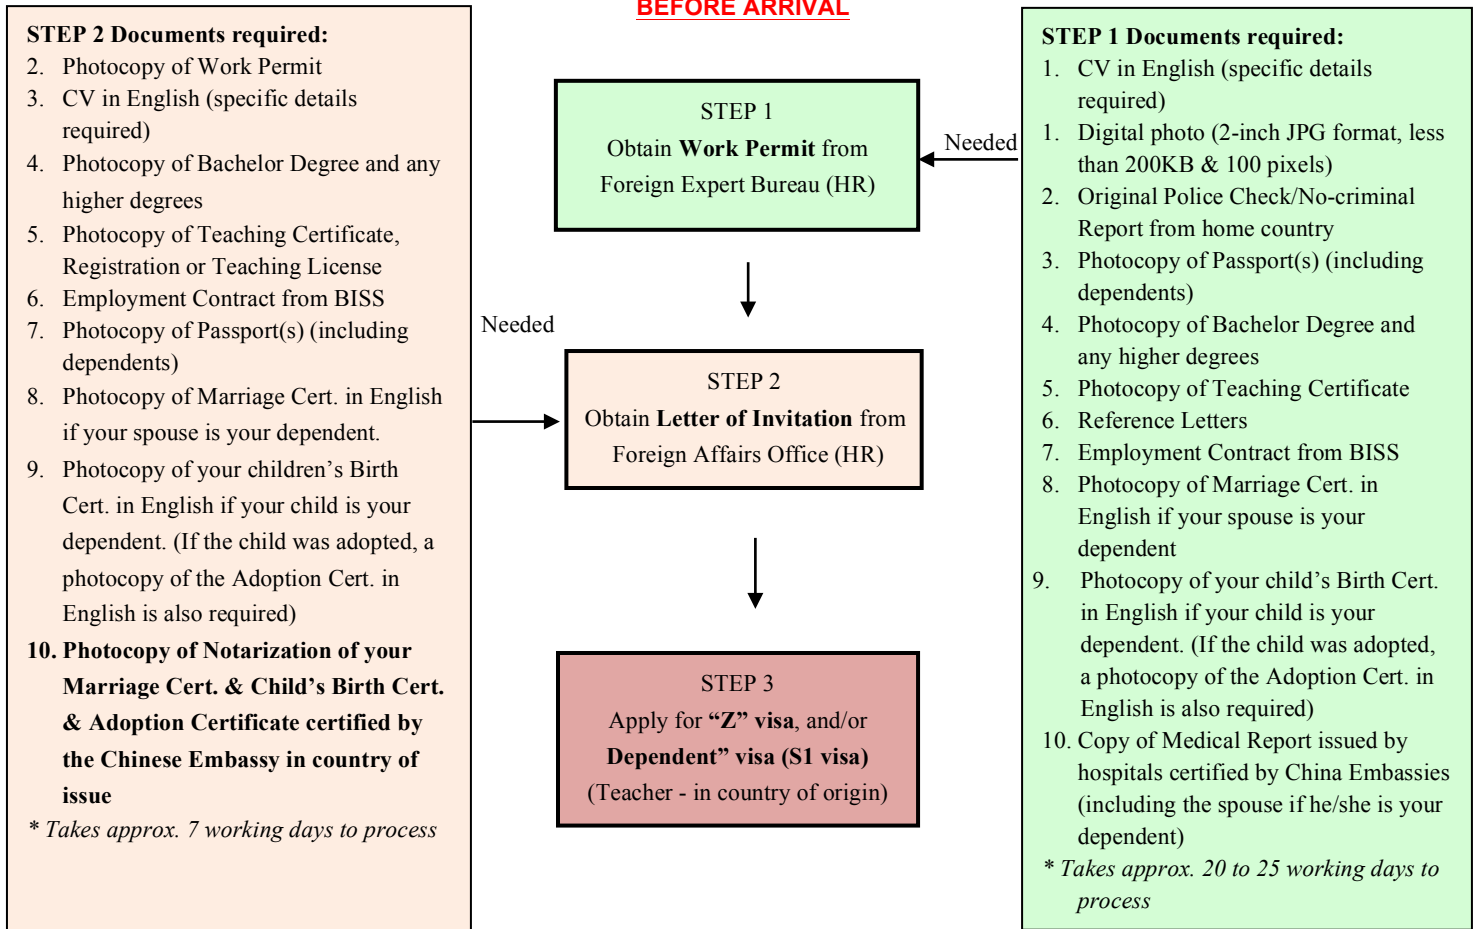 BEFORE ARRIVAL
STEP 2 Documents required:
2. Photocopy of Work Permit
3. CV in English (specific details
required)
4. Photocopy of Bachelor Degree and any
higher degrees
5. Photocopy of Teaching Certificate,
Registration or Teaching License
6. Employment Contract from BISS
7. Photocopy of Passport(s) (including
dependents)
8. Photocopy of Marriage Cert. in English
if your spouse is your dependent.
9. Photocopy of your children’s Birth
Cert. in English if your child is your
dependent. (If the child was adopted, a
photocopy of the Adoption Cert. in
English is also required)
10. Photocopy of Notarization of your
Marriage Cert. & Child’s Birth Cert.
& Adoption Certificate certified by
the Chinese Embassy in country of
issue
* Takes approx. 7 working days to process
Needed
STEP 1
Obtain Work Permit from
Foreign Expert Bureau (HR)
STEP 2
Obtain Letter of Invitation from
Foreign Affairs Office (HR)
STEP 3
Apply for “Z” visa, and/or
Dependent” visa (S1 visa)
(Teacher - in country of origin)
Needed
STEP 1 Documents required:
1. CV in English (specific details
required)
1. Digital photo (2-inch JPG format, less
than 200KB & 100 pixels)
2. Original Police Check/No-criminal
Report from home country
3. Photocopy of Passport(s) (including
dependents)
4. Photocopy of Bachelor Degree and
any higher degrees
5. Photocopy of Teaching Certificate
6. Reference Letters
7. Employment Contract from BISS
8. Photocopy of Marriage Cert. in
English if your spouse is your
dependent
9. Photocopy of your child’s Birth Cert.
in English if your child is your
dependent. (If the child was adopted,
a photocopy of the Adoption Cert. in
English is also required)
10. Copy of Medical Report issued by
hospitals certified by China Embassies
(including the spouse if he/she is your
dependent)
* Takes approx. 20 to 25 working days to
process